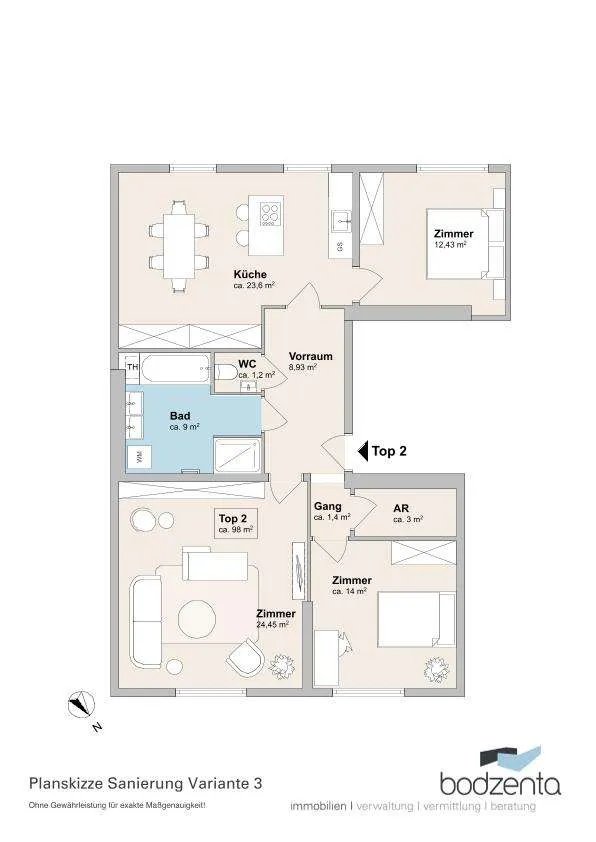 Zimmer
12,43 m²
GS
Küche
ca. 23,6 m²
Vorraum
8,93 m²
TH
WC
ca. 1,2 m²
Bad
ca. 9 m²
WM
Top 2
Gang
ca. 1,4 m²
AR
ca. 3 m²
Top 2
ca. 98 m²
Zimmer
ca. 14 m²
Zimmer
24,45 m²
N
Planskizze Sanierung Variante 3
Ohne Gewährleistung für exakte Maßgenauigkeit!
bodzenta
immobilien | verwaltung | vermittlung | beratung